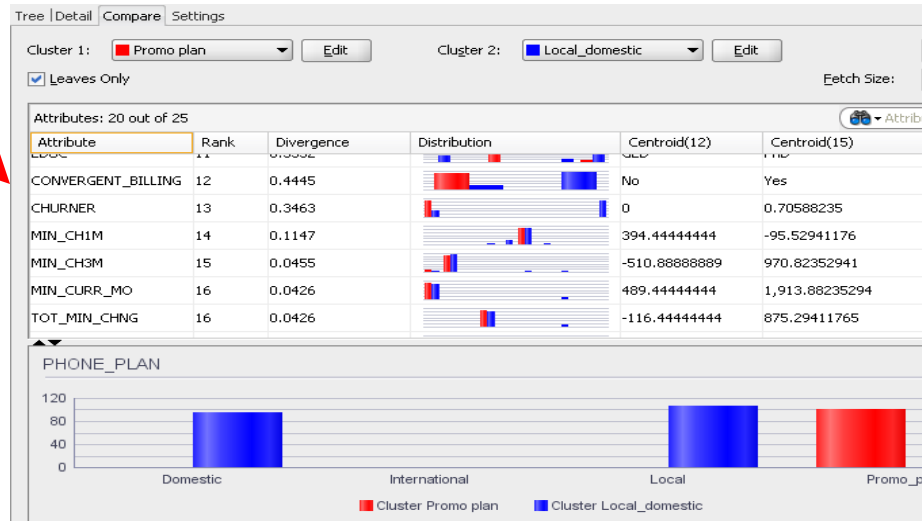 Tree | Detail Compare Settings
Cluster 1: Promo plan Edit Cluster 2: Local_domestic Edit
Leaves Only Fetch Size:
Attributes: 20 out of 25 Attrib
Attribute Rank Divergence Distribution Centroid(12) Centroid(15)
CONVERGENT_BILLING 12 0.4445 No Yes
CHURNER 13 0.3463 0 0.70588235
MIN_CH1M 14 0.1147 394.44444444 -95.52941176
MIN_CH3M 15 0.0455 -510.88888889 970.82352941
MIN_CURR_MO 16 0.0426 489.44444444 1,913.88235294
TOT_MIN_CHNG 16 0.0426 -116.44444444 875.29411765
PHONE_PLAN
120
80
40
0
Domestic International Local Promo_p
Cluster Promo plan Cluster Local_domestic